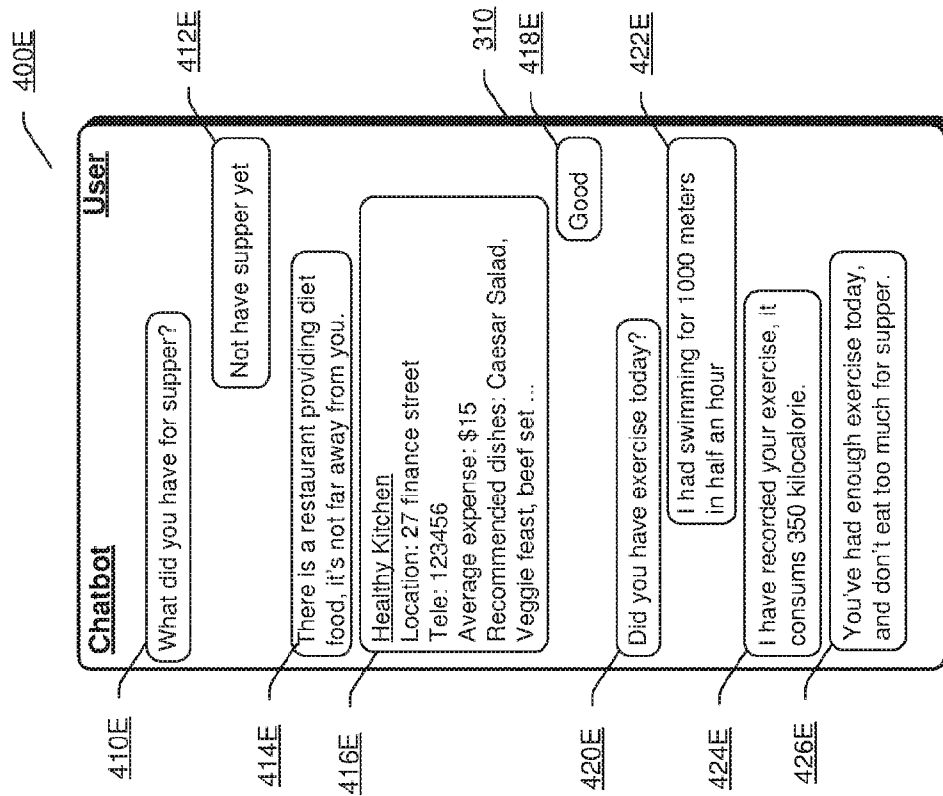 400E
Chatbot
User
410E
What did you have for supper?
412E
Not have supper yet
414E
There is a restaurant providing diet
food, it's not far away from you.
416E
Healthy Kitchen
Location: 27 finance street
Tele: 123456
Average expense: $15
Recommended dishes: Caesar Salad,
Veggie feast, beef set ...
310
418E
Good
420E
Did you have exercise today?
422E
I had swimming for 1000 meters
in half an hour
424E
I have recorded your exercise, it
consums 350 kilocalorie.
426E
You've had enough exercise today,
and don't eat too much for supper.